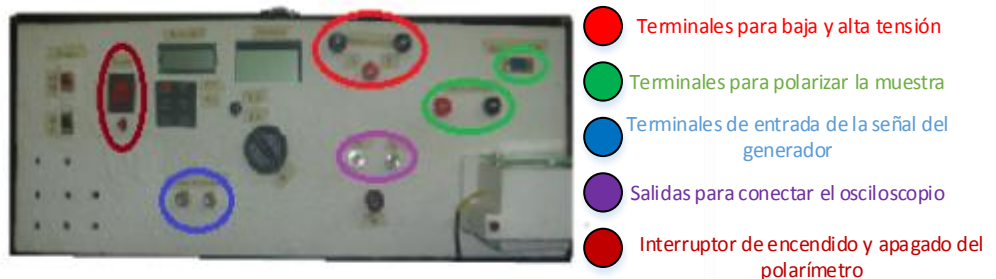 Terminales para baja y alta tensión
Terminales para polarizar la muestra
Terminales de entrada de la señal del
generador
Salidas para conectar el osciloscopio
Interruptor de encendido y apagado del
polarímetro